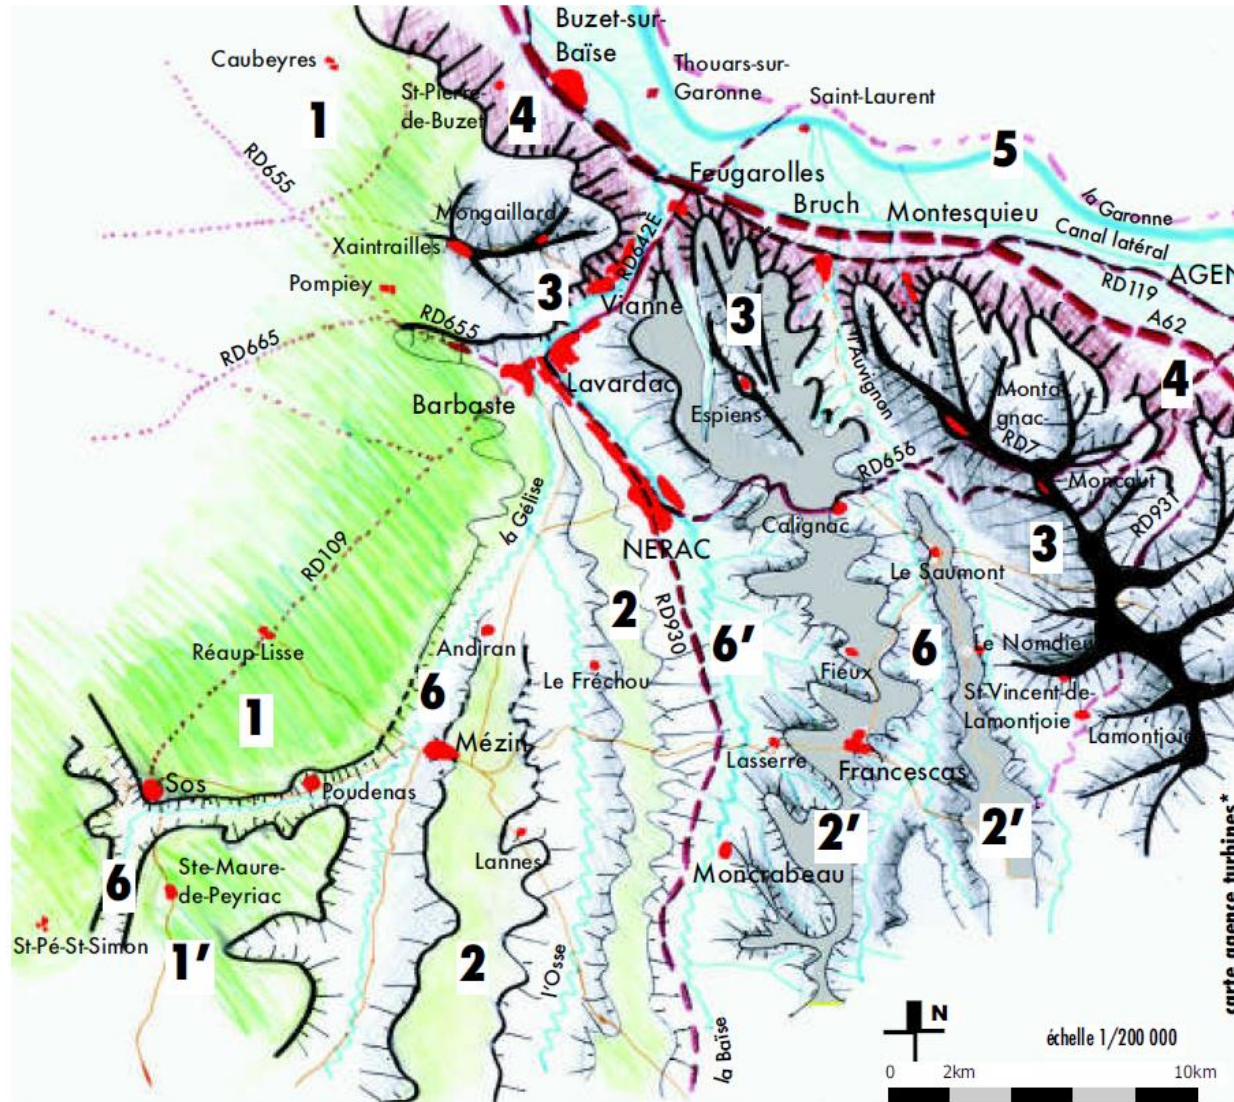 Buzet-sur-
Baïse
Caubeyres
Thouars-sur-
Garonne
St-Pierre-
de-Buzet
Saint-Laurent
1
4
5
RD655
Feugarolles
Bruch
Montesquieu
la Garonne
Canal latéral
Mongaillard
Xaintrailles
RD642E
AGEN
RD119
A62
Pompiey
3
Vianne
3
RD655
RD665
l'Auvignon
4
Lavardac
Barbaste
Espiens
Monta-
gnac-
RD7
RD656
Moncaut
RD931
la Gélise
Calignac
RD109
NERAC
3
Le Saumont
2
RD930
Réaup-Lisse
Andiran
6'
6
Le Nomdieu
Le Fréchou
Fieux
6
St-Vincent-de-
Lamontjoie
1
Lamontjoie
Mézin
Lasserre
Francescas
Sos
Poudenas
2'
2'
Lannes
Moncrabeau
6
Ste-Maure-
de-Peyriac
St-Pé-St-Simon
1'
2
l'Osse
la Baïse
carte agence turbines*
N
échelle 1/200 000
0 2km 10km